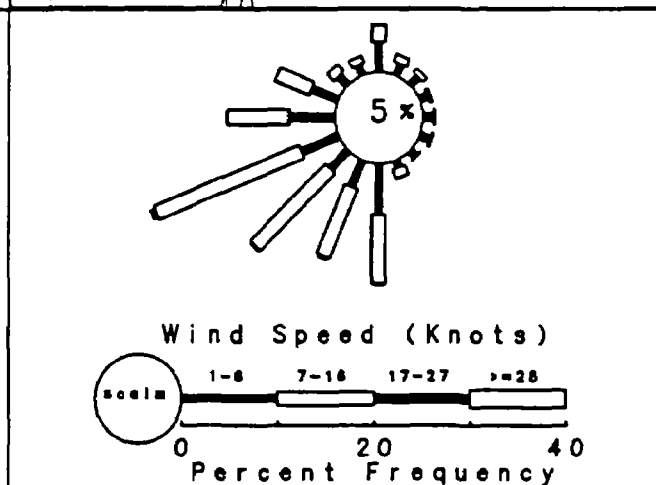 5 %
Wind Speed (Knots)
1-6 7-16 17-27 >=28
calm
0 20 40
Percent Frequency